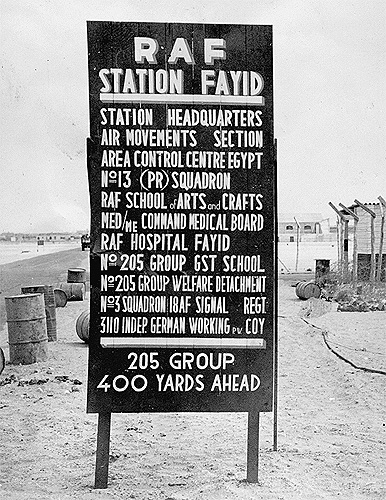 RAF
STATION FAYID
STATION HEADQUARTERS
AIR MOVEMENTS SECTION
AREA CONTROL CENTRE EGYPT
Nº13 (PR) SQUADRON
RAF SCHOOL of ARTS and CRAFTS
MED/ME COMMAND MEDICAL BOARD
RAF HOSPITAL FAYID
Nº 205 GROUP GST SCHOOL
Nº 205 GROUP WELFARE DETACHMENT
Nº3 SQUADRON 18 AF SIGNAL REGT
3110 INDEP GERMAN WORKING P.W. COY
205 GROUP
400 YARDS AHEAD